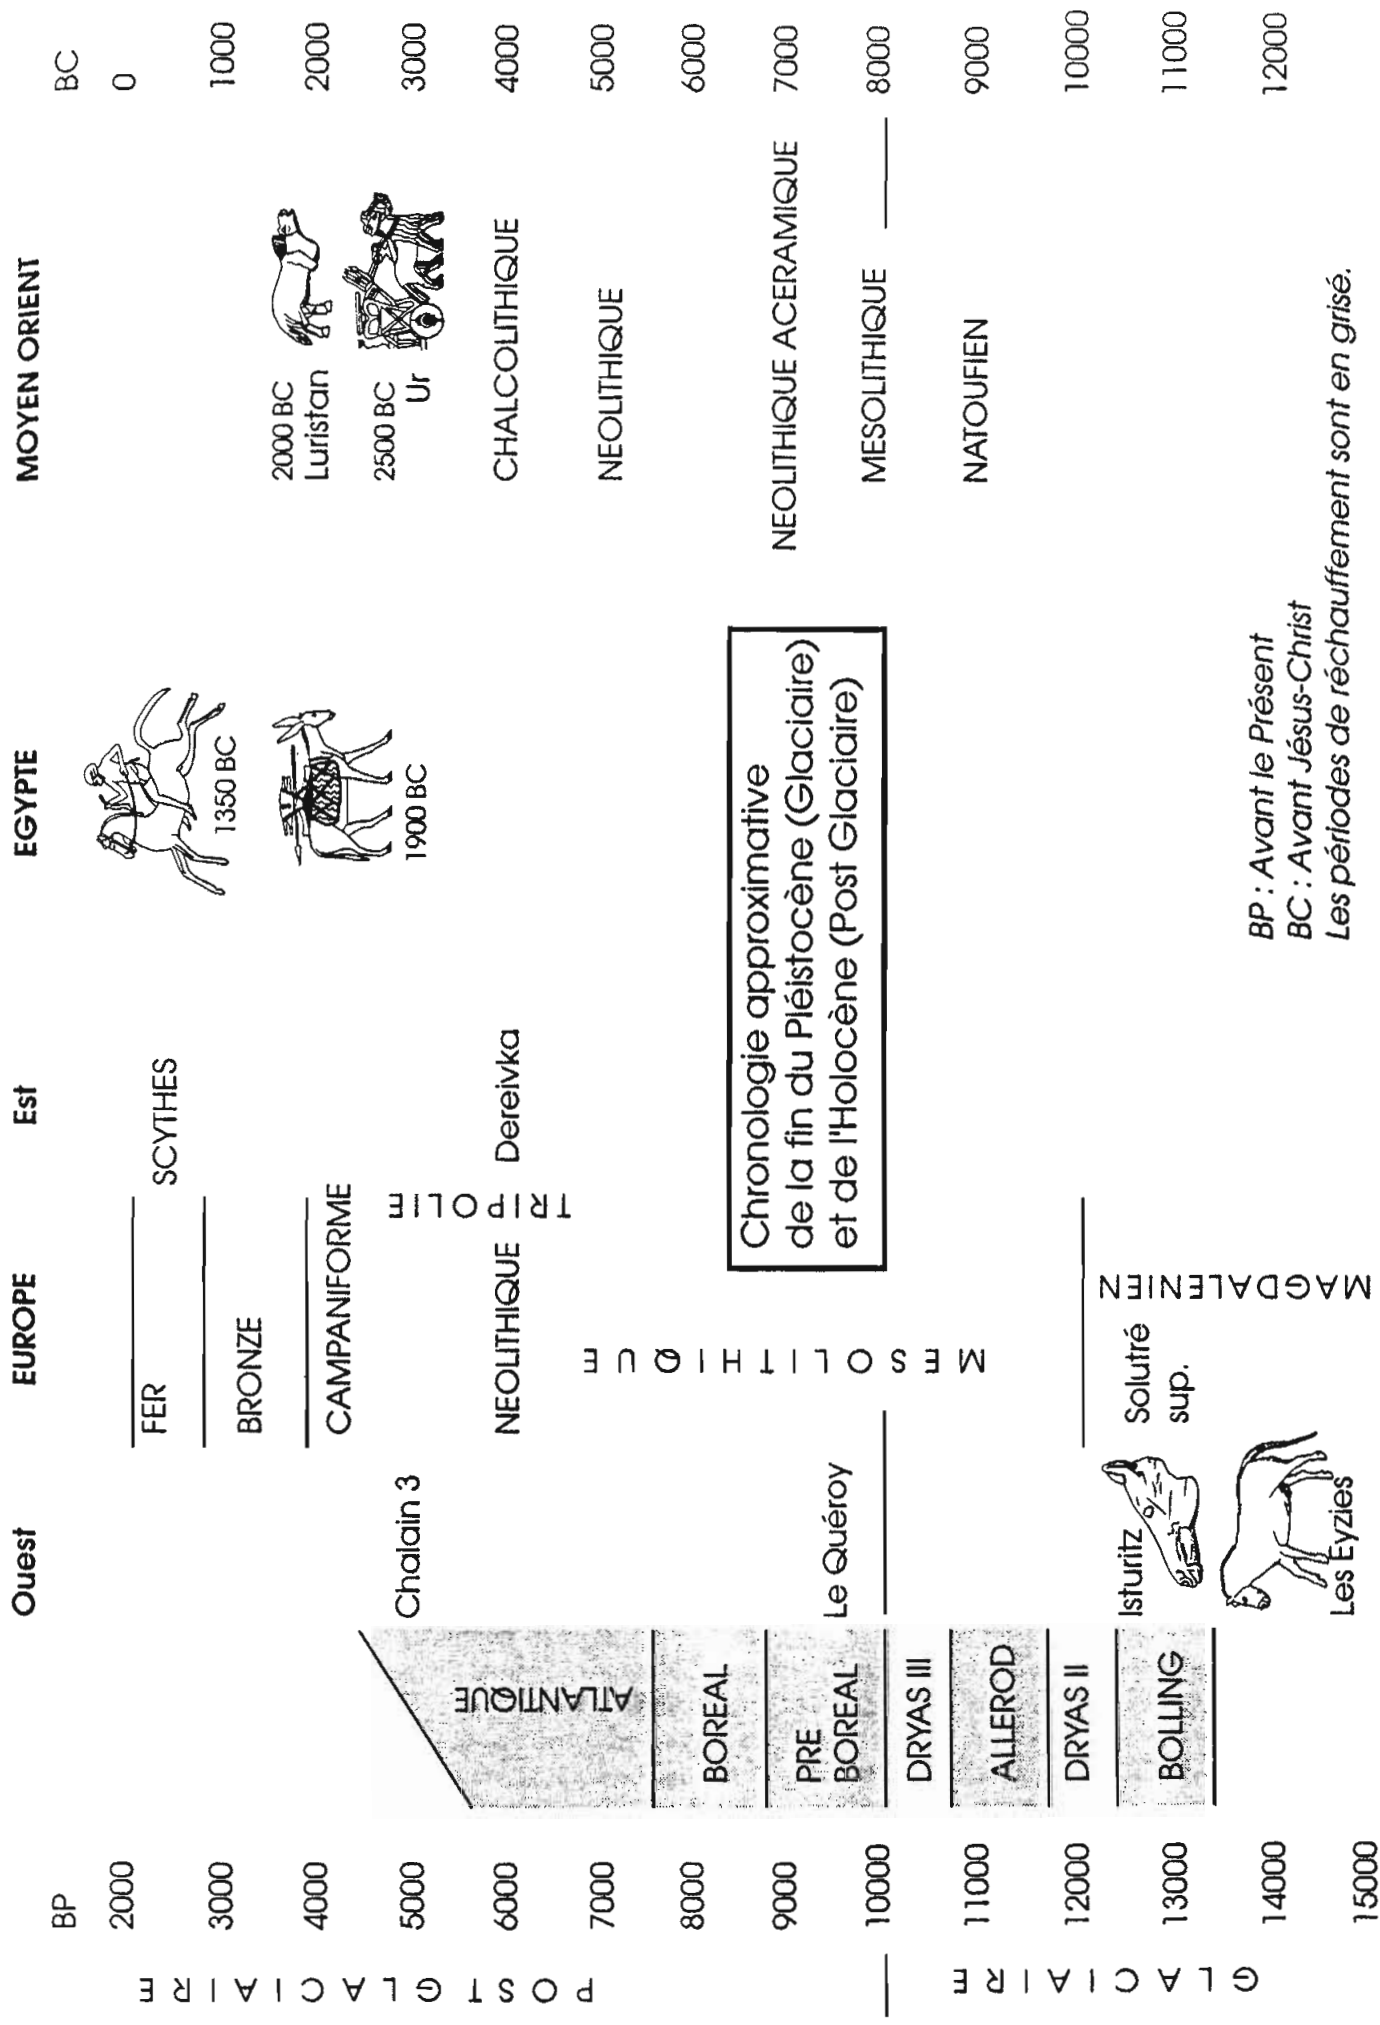 Ouest
EUROPE
Est
EGYPTE
MOYEN ORIENT
BP
BC
2000
0
3000
1000
4000
2000
5000
3000
6000
4000
7000
5000
8000
6000
9000
7000
10000
8000
11000
9000
12000
10000
13000
11000
14000
12000
15000
POST GLACIAIRE
GLACIAIRE
ATLANTIQUE
BOREAL
PRE
BOREAL
DRYAS III
ALLEROD
DRYAS II
BOLLING
Chalain 3
Le Quéroy
Isturitz
Les Eyzies
FER
BRONZE
CAMPANIFORME
NEOLITHIQUE
MESOLITHIQUE
Solutré
sup.
MAGDALENIEN
SCYTHES
TRIPOLIE
Dereivka
1350 BC
1900 BC
2000 BC
Luristan
2500 BC
Ur
CHALCOLITHIQUE
NEOLITHIQUE
NEOLITHIQUE ACERAMIQUE
MESOLITHIQUE
NATOUFIEN
Chronologie approximative
de la fin du Pléistocène (Glaciaire)
et de l'Holocène (Post Glaciaire)
BP : Avant le Présent
BC : Avant Jésus-Christ
Les périodes de réchauffement sont en grisé.